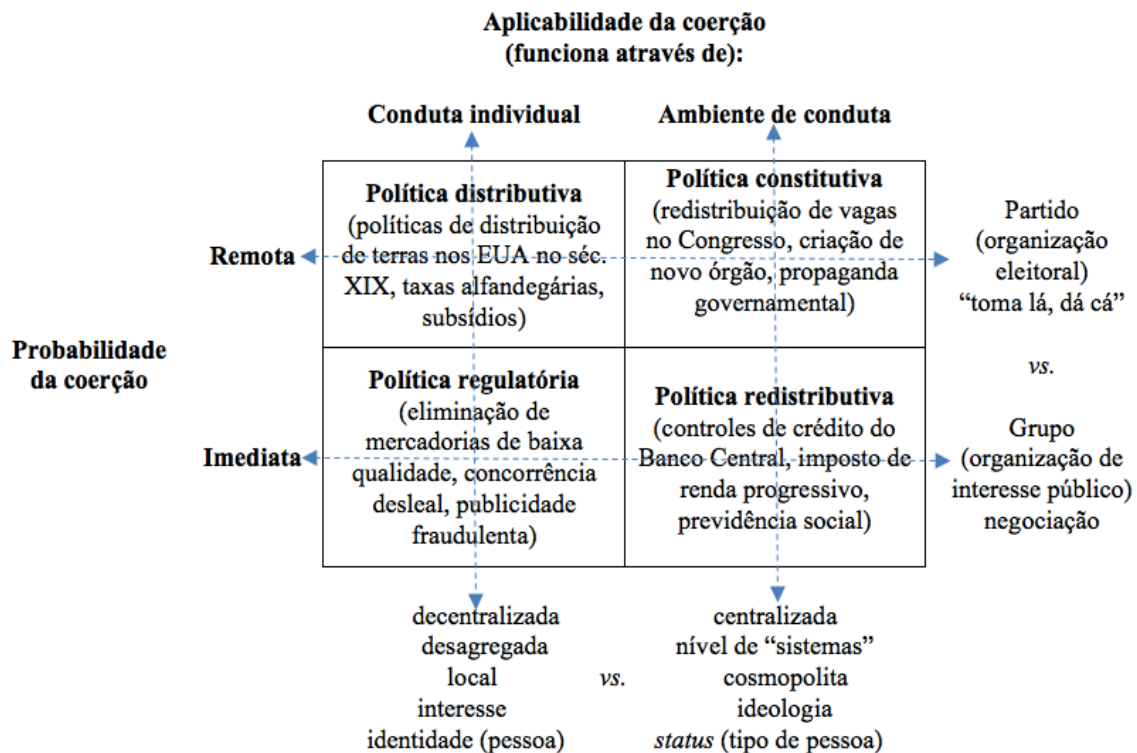 Aplicabilidade da coerção
(funciona através de):
Conduta individual
Ambiente de conduta
Probabilidade
da coerção
Remota
Política distributiva
(políticas de distribuição
de terras nos EUA no séc.
XIX, taxas alfandegárias,
subsídios)
Política constitutiva
(redistribuição de vagas
no Congresso, criação de
novo órgão, propaganda
governamental)
Partido
(organização
eleitoral)
“toma lá, dá cá”
vs.
Imediata
Política regulatória
(eliminação de
mercadorias de baixa
qualidade, concorrência
desleal, publicidade
fraudulenta)
Política redistributiva
(controles de crédito do
Banco Central, imposto de
renda progressivo,
previdência social)
Grupo
(organização de
interesse público)
negociação
decentralizada
desagregada
local
interesse
identidade (pessoa)
vs.
centralizada
nível de “sistemas”
cosmopolita
ideologia
status (tipo de pessoa)